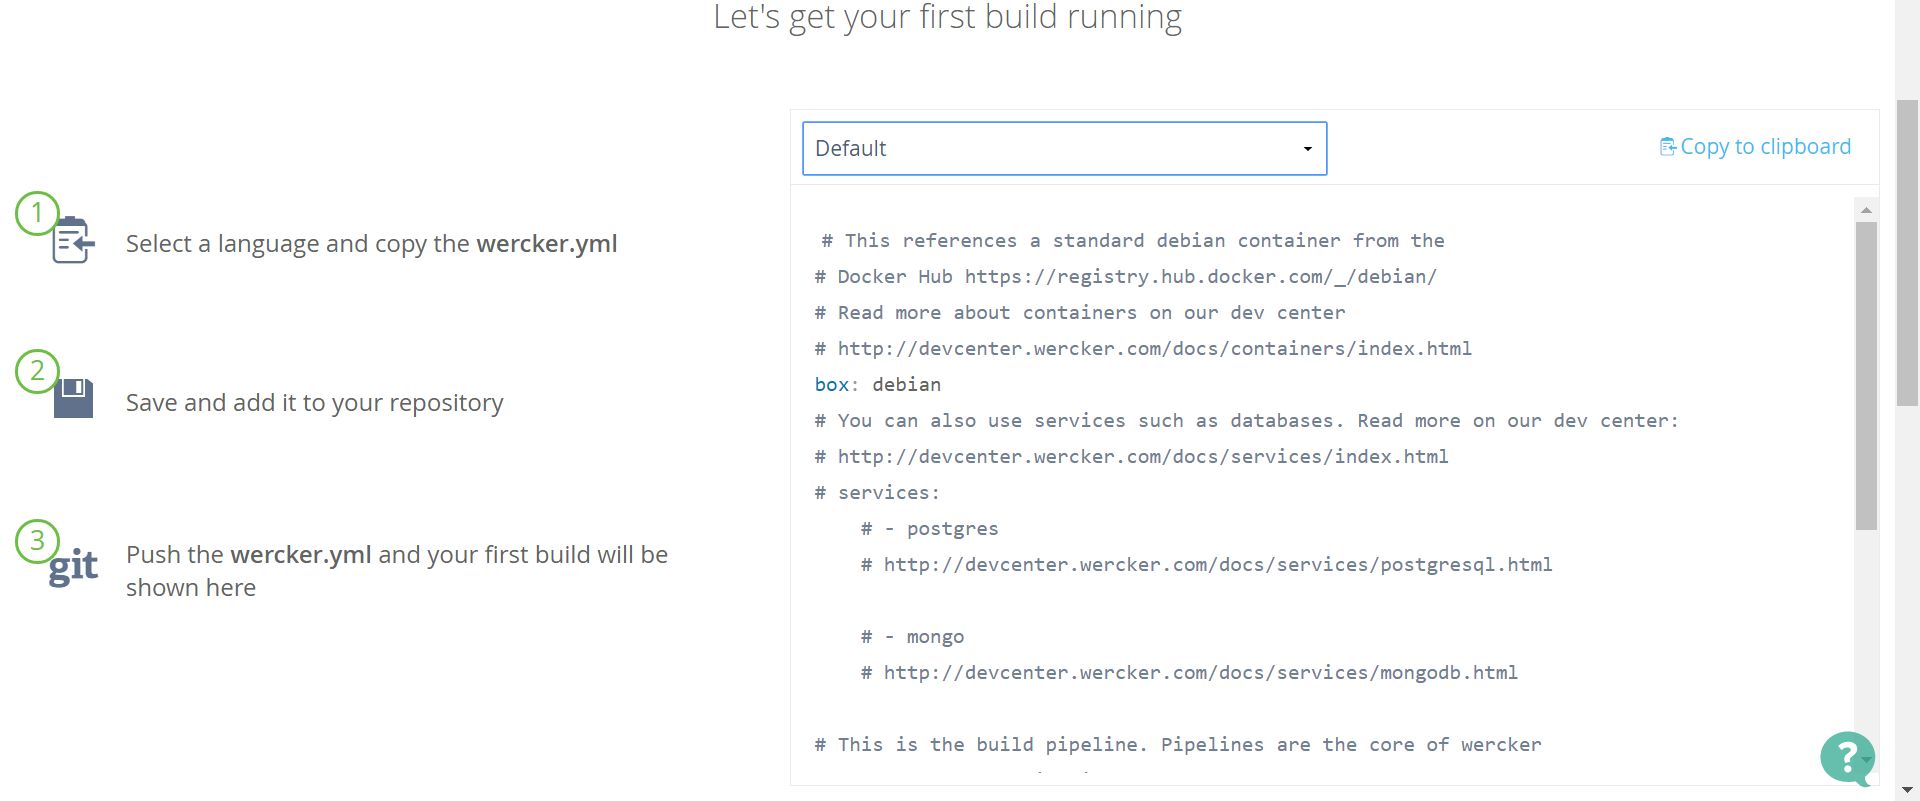 Let's get your first build running
1
Select a language and copy the wercker.yml
2
Save and add it to your repository
3
git
Push the wercker.yml and your first build will be
shown here
Default
Copy to clipboard
# This references a standard debian container from the
# Docker Hub https://registry.hub.docker.com/_/debian/
# Read more about containers on our dev center
# http://devcenter.wercker.com/docs/containers/index.html
box: debian
# You can also use services such as databases. Read more on our dev center:
# http://devcenter.wercker.com/docs/services/index.html
# services:
# - postgres
# http://devcenter.wercker.com/docs/services/postgresql.html
# - mongo
# http://devcenter.wercker.com/docs/services/mongodb.html
# This is the build pipeline. Pipelines are the core of wercker
?